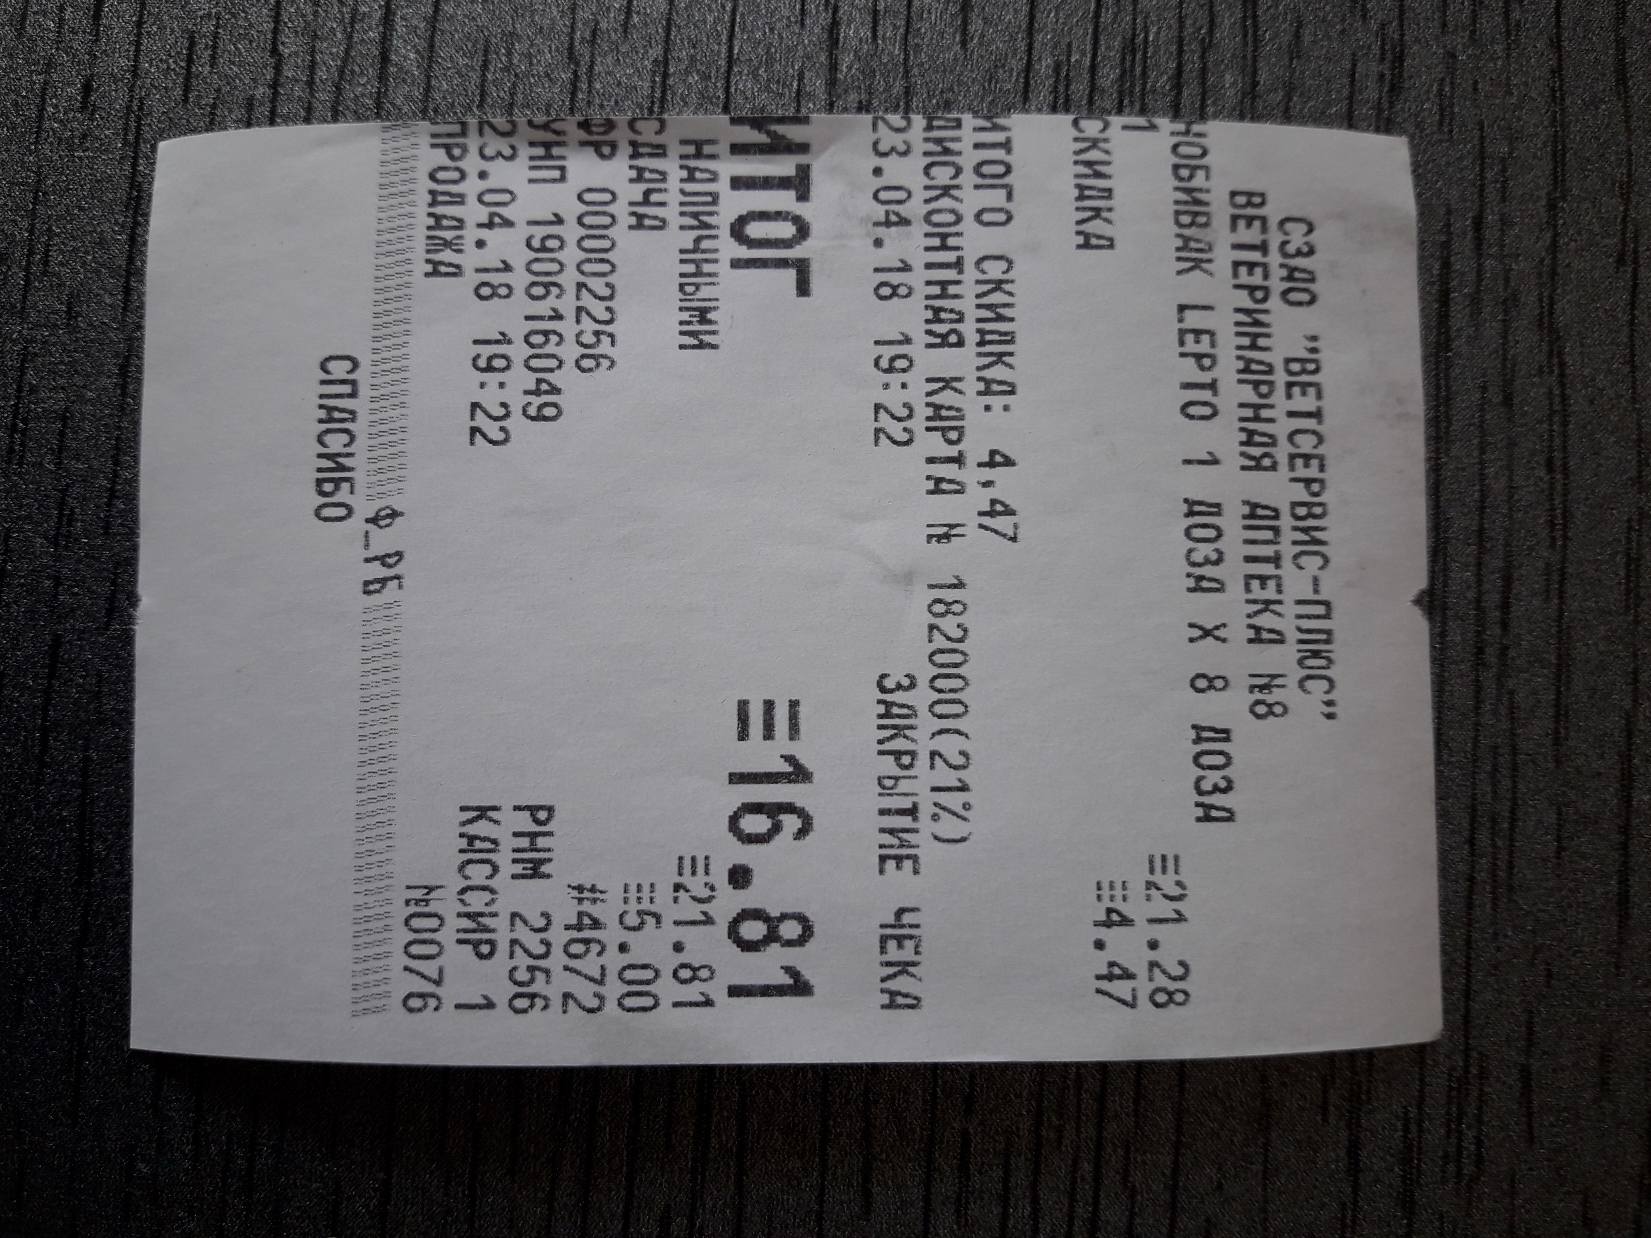 СЗАО "ВЕТСЕРВИС-ПЛЮС"
ВЕТЕРИНАРНАЯ АПТЕКА №8
НОБИВАК LEPTO 1 ДОЗА Х 8 ДОЗА
1 ≡21.28
СКИДКА ≡4.47
ИТОГО СКИДКА: 4,47
ДИСКОНТНАЯ КАРТА № 182000(21%)
23.04.18 19:22 ЗАКРЫТИЕ ЧЕКА
ИТОГ ≡16.81
НАЛИЧНЫМИ ≡21.81
СДАЧА ≡5.00
ФР 00002256 #4672
УНП 190616049 РНМ 2256
23.04.18 19:22 КАССИР 1
ПРОДАЖА №0076
Ф_РБ
СПАСИБО